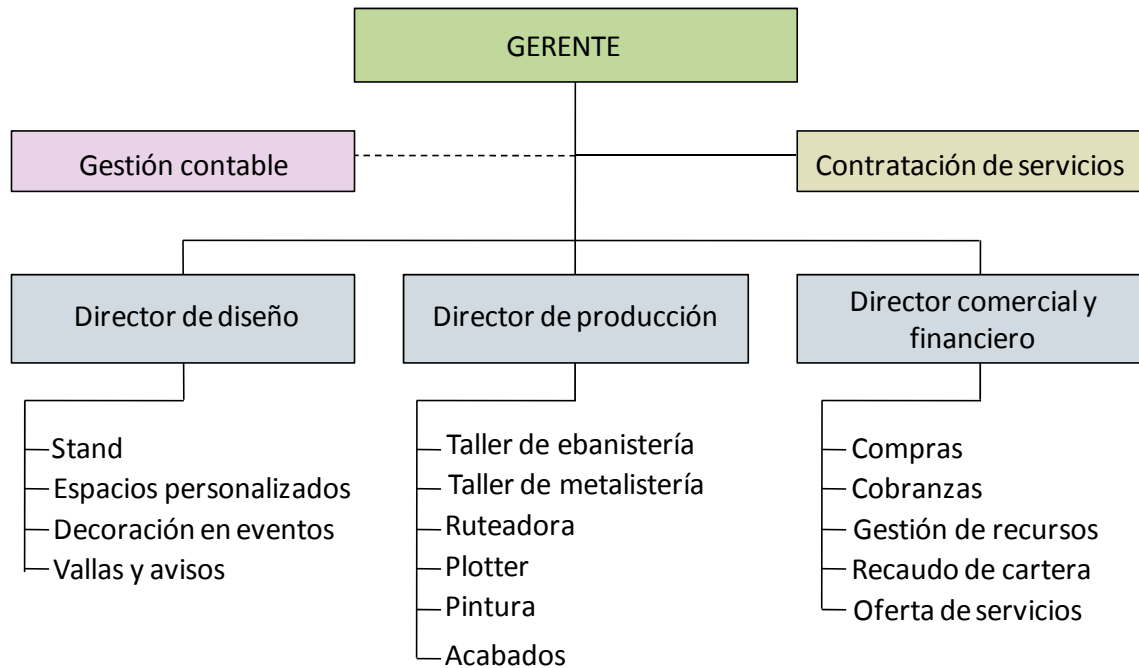 GERENTE
Gestión contable
Contratación de servicios
Director de diseño
Director de producción
Director comercial y
financiero
Stand
Espacios personalizados
Decoración en eventos
Vallas y avisos
Taller de ebanistería
Taller de metalistería
Ruteadora
Plotter
Pintura
Acabados
Compras
Cobranzas
Gestión de recursos
Recaudo de cartera
Oferta de servicios